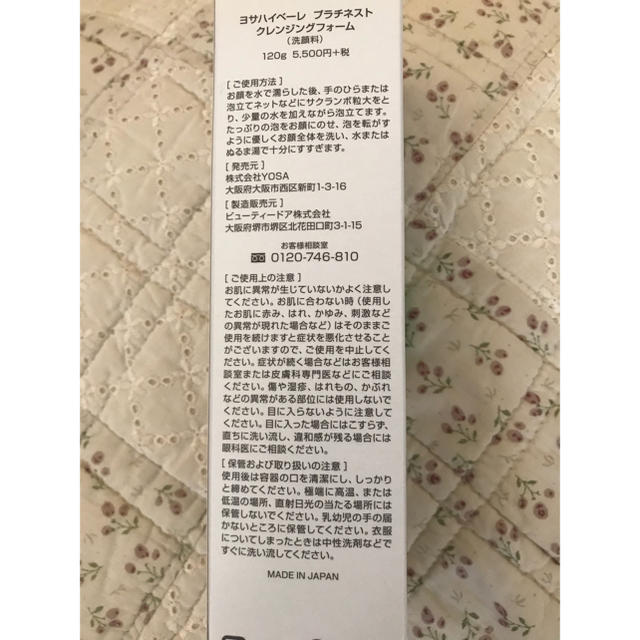 ヨサハイベーレ プラチネスト
クレンジングフォーム
(洗顔料)
120g 5,500円+税
[ ご使用方法 ]
お顔を水で濡らした後、手のひらまたは
泡立てネットなどにサクランボ粒大をと
り、少量の水を加えながら泡立てます。
たっぷりの泡をお顔にのせ、泡を転がす
ように優しくお顔全体を洗い、水または
ぬるま湯で十分にすすぎます。
[ 発売元 ]
株式会社YOSA
大阪府大阪市西区新町1-3-16
[ 製造販売元 ]
ビューティードア株式会社
大阪府堺市堺区北花田口町3-1-15
お客様相談室
0120-746-810
[ ご使用上の注意 ]
お肌に異常が生じていないかよく注意し
てください。お肌に合わない時(使用し
たお肌に赤み、はれ、かゆみ、刺激など
の異常が現れた場合など)はそのままご
使用を続けますと症状を悪化させること
がございますので、ご使用を中止してく
ださい。症状が続く場合などはお客様相
談室または皮膚科専門医などにご相談
ください。傷や湿疹、はれもの、かぶれ
などの異常がある部位には使用しないで
ください。目に入らないように注意して
ください。目に入った場合にはこすらず、
直ちに洗い流し、違和感が残る場合には
眼科医にご相談ください。
[ 保管および取り扱いの注意 ]
使用後は容器の口を清潔にし、しっかり
と締めてください。極端に高温、または
低温の場所、直射日光の当たる場所には
保管しないでください。乳幼児の手の届
かないところに保管してください。衣服
についてしまったときは中性洗剤などで
すぐに洗い流してください。
MADE IN JAPAN